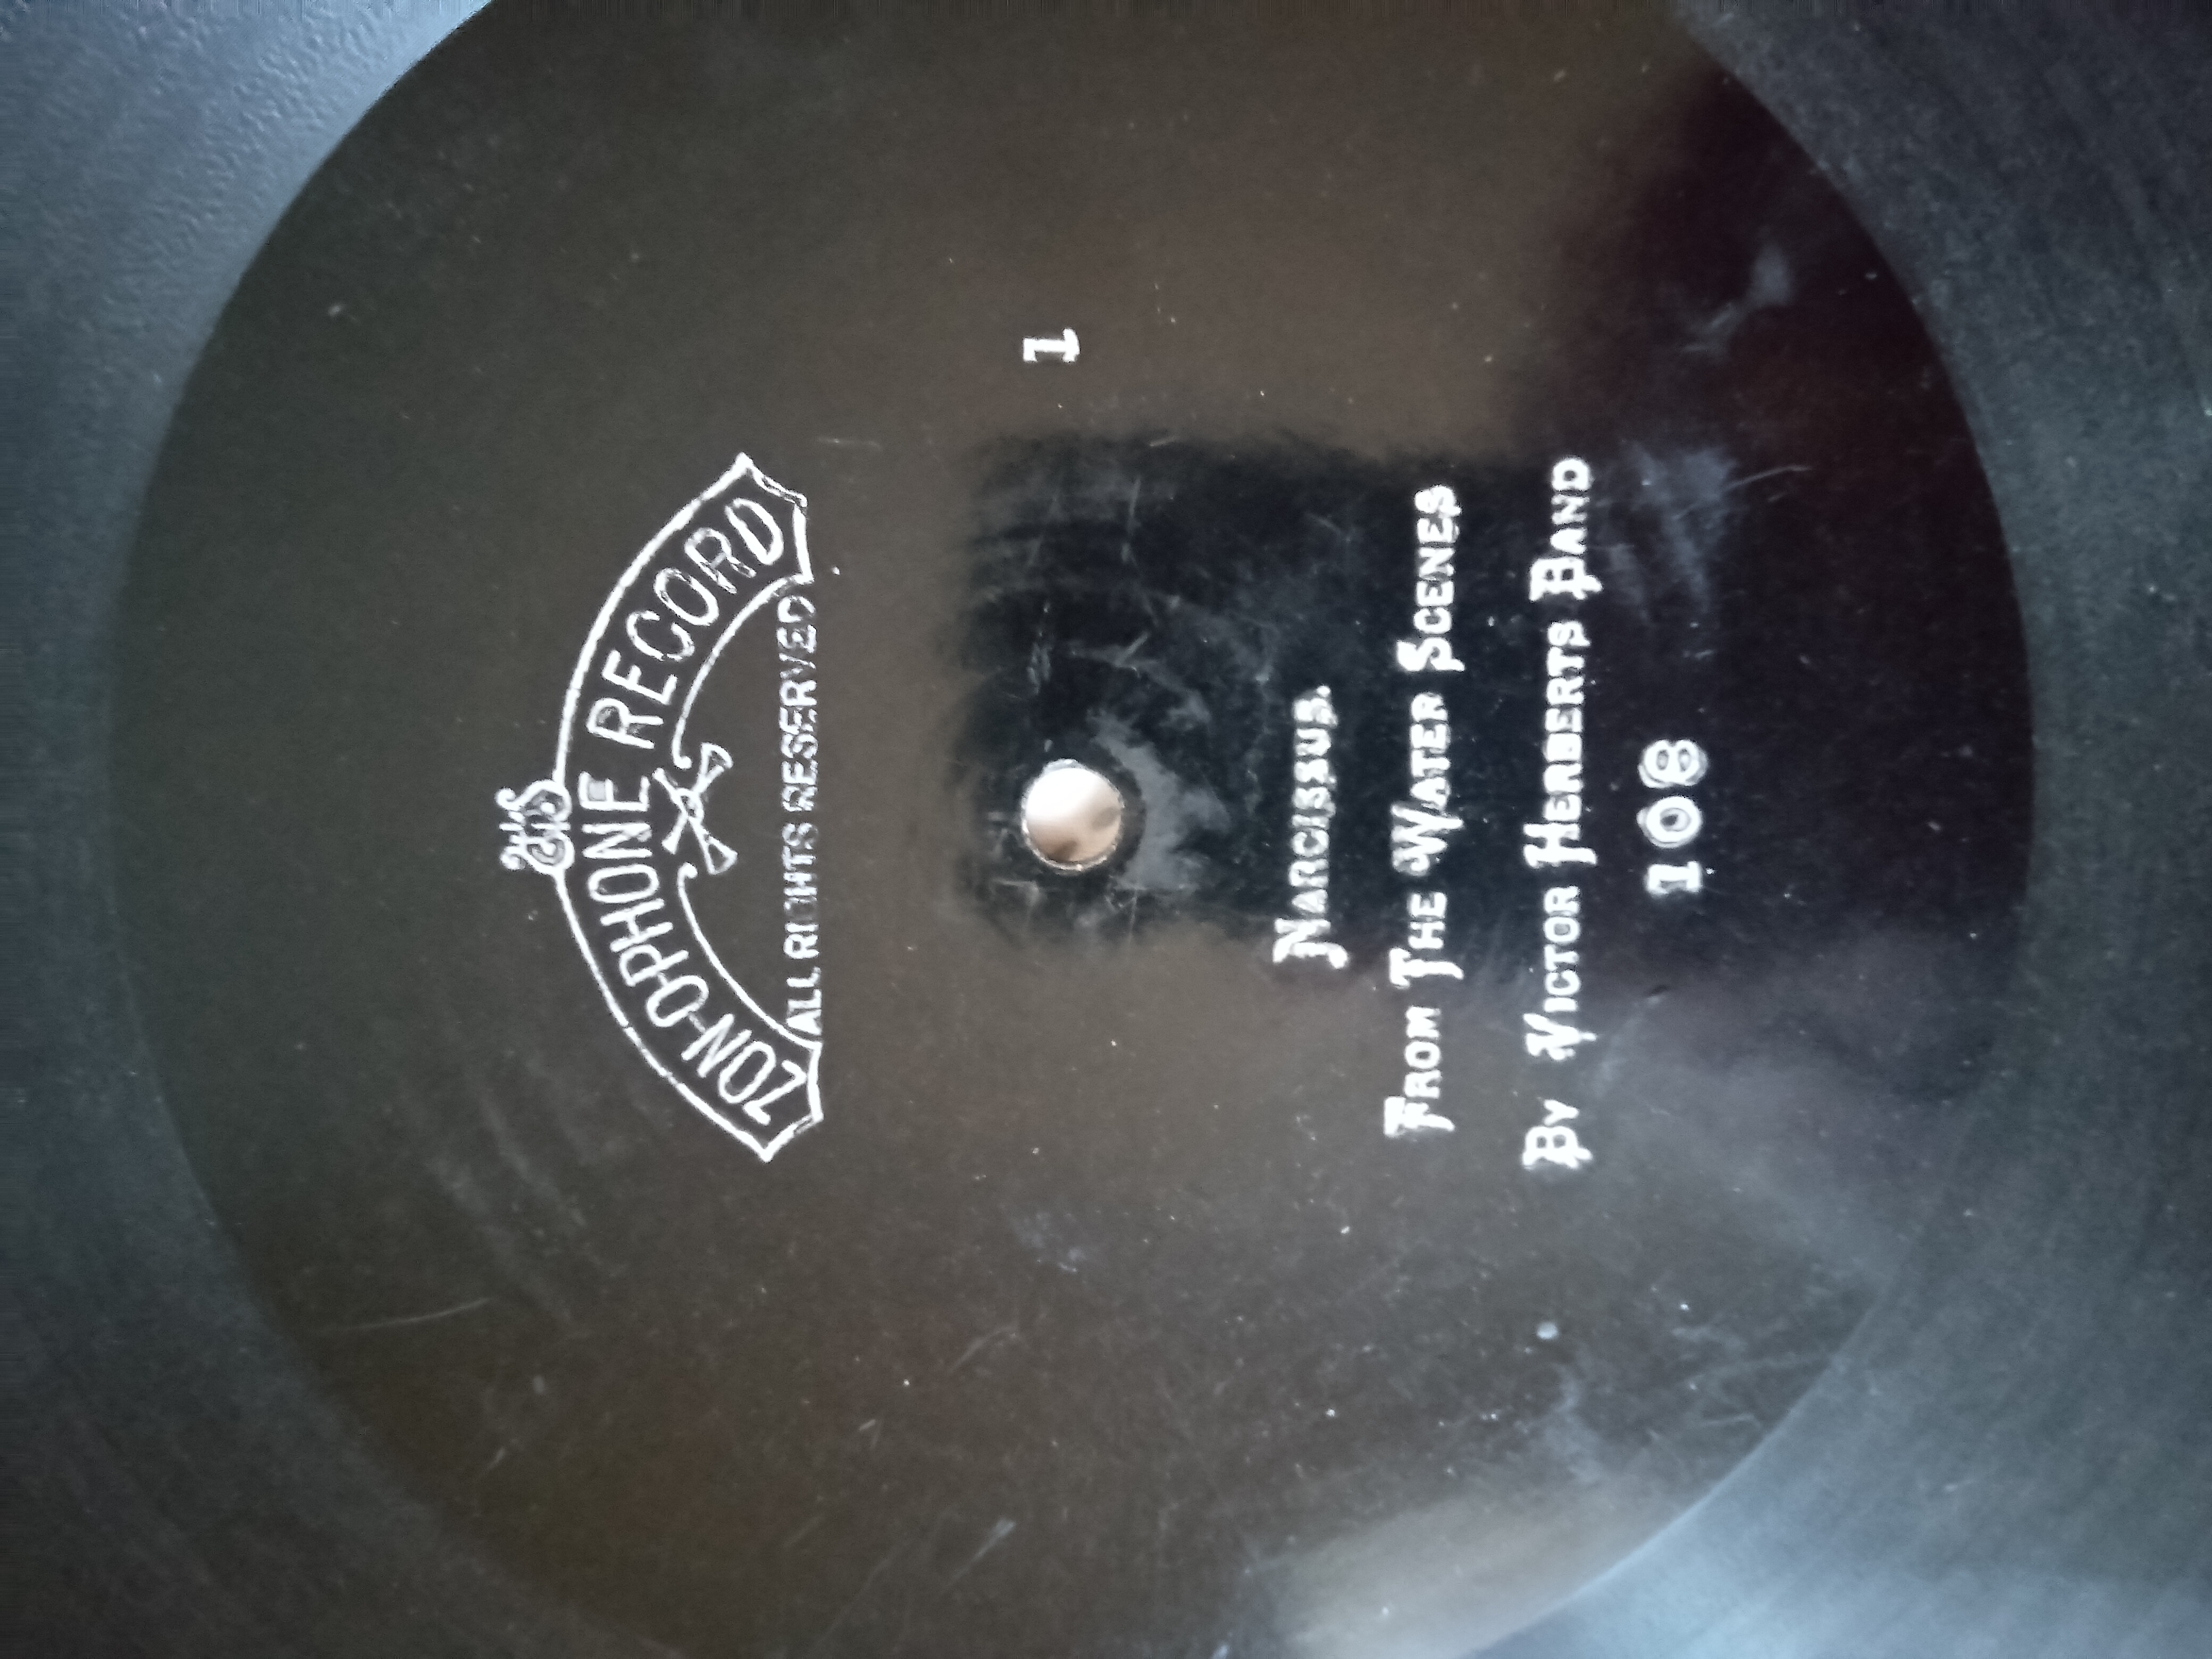 ZON-O-PHONE RECORD
ALL RIGHTS RESERVED
1
NARCISSUS.
FROM THE WATER SCENES
BY VICTOR HERBERTS BAND
108